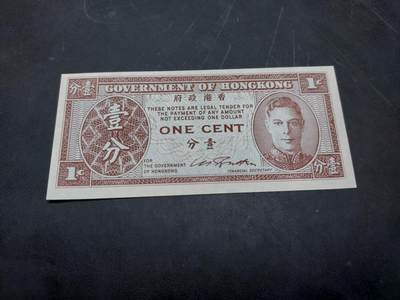 分壹
GOVERNMENT OF HONGKONG
1c
府政港香
THESE NOTES ARE LEGAL TENDER FOR
THE PAYMENT OF ANY AMOUNT
NOT EXCEEDING ONE DOLLAR
壹
分
ONE CENT
分壹
FOR
THE GOVERNMENT
OF HONGKONG
FINANCIAL SECRETARY
1c
分壹